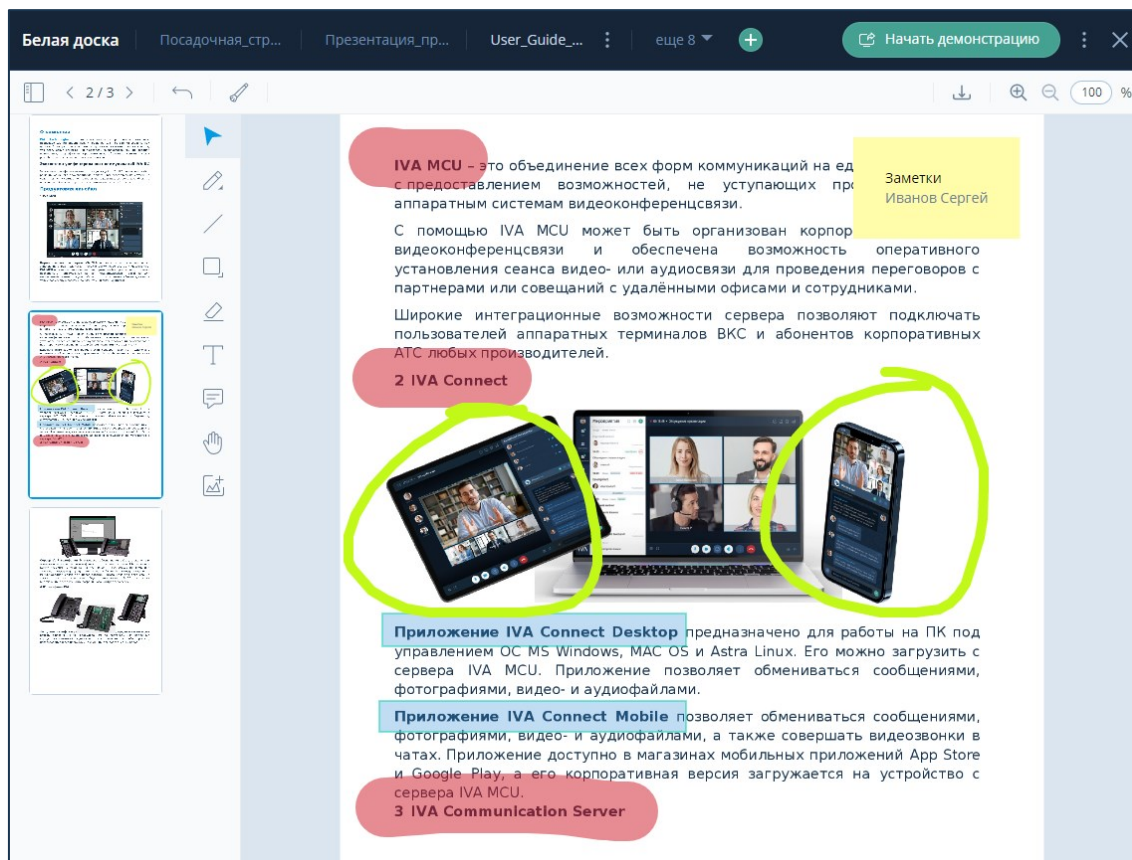 Белая доска
Посадочная_стр...
Презентация_пр...
User_Guide_...
еще 8
Начать демонстрацию
2 / 3
100 %
IVA MCU – это объединение всех форм коммуникаций на ед
с предоставлением возможностей, не уступающих пр
аппаратным системам видеоконференцсвязи.
Заметки
Иванов Сергей
С помощью IVA MCU может быть организован корпор
видеоконференцсвязи и обеспечена возможность оперативного
установления сеанса видео- или аудиосвязи для проведения переговоров с
партнерами или совещаний с удалёнными офисами и сотрудниками.
Широкие интеграционные возможности сервера позволяют подключать
пользователей аппаратных терминалов ВКС и абонентов корпоративных
АТС любых производителей.
2 IVA Connect
Приложение IVA Connect Desktop предназначено для работы на ПК под
управлением ОС MS Windows, MAC OS и Astra Linux. Его можно загрузить с
сервера IVA MCU. Приложение позволяет обмениваться сообщениями,
фотографиями, видео- и аудиофайлами.
Приложение IVA Connect Mobile позволяет обмениваться сообщениями,
фотографиями, видео- и аудиофайлами, а также совершать видеозвонки в
чатах. Приложение доступно в магазинах мобильных приложений App Store
и Google Play, а его корпоративная версия загружается на устройство с
сервера IVA MCU.
3 IVA Communication Server